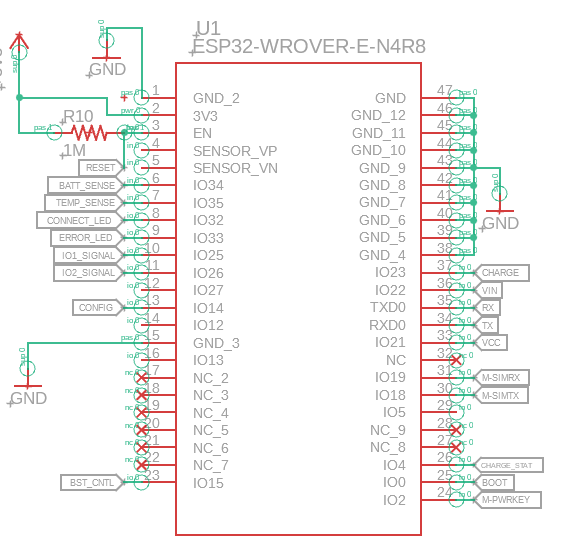 U1
ESP32-WROVER-E-N4R8
GND
R10
1M
1 GND_2
2 3V3
3 EN
4 SENSOR_VP
5 SENSOR_VN
6 IO34
7 IO35
8 IO32
9 IO33
10 IO25
11 IO26
12 IO27
13 IO14
14 IO12
15 GND_3
16 IO13
17 NC_2
18 NC_3
19 NC_4
20 NC_5
21 NC_6
22 NC_7
23 IO15
RESET
BATT_SENSE
TEMP_SENSE
CONNECT_LED
ERROR_LED
IO1_SIGNAL
IO2_SIGNAL
CONFIG
GND
BST_CNTL
GND 47
GND_12 46
GND_11 45
GND_10 44
GND_9 43
GND_8 42
GND_7 41
GND_6 40
GND_5 39
GND_4 38
IO23 37
IO22 36
TXD0 35
RXD0 34
IO21 33
NC 32
IO19 31
IO18 30
IO5 29
NC_9 28
NC_8 27
IO4 26
IO0 25
IO2 24
GND
CHARGE
VIN
RX
TX
VCC
M-SIMRX
M-SIMTX
CHARGE_STAT
BOOT
M-PWRKEY